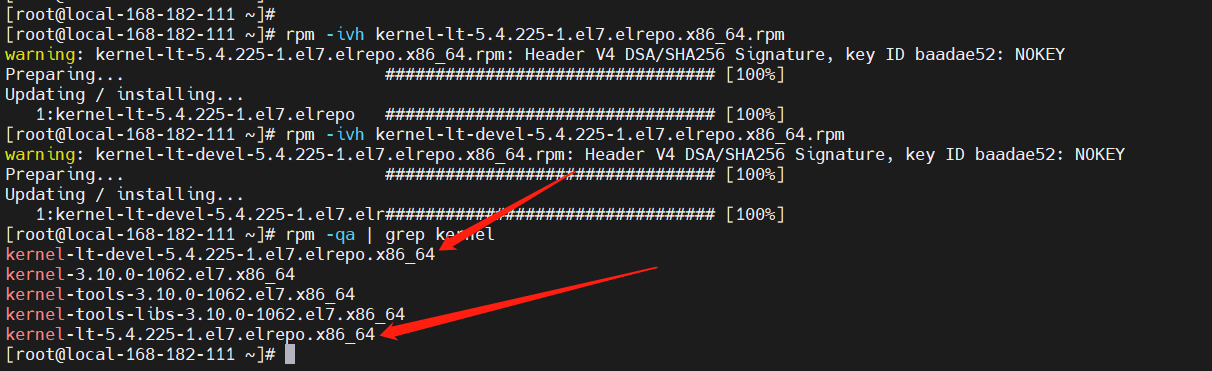 [root@local-168-182-111 ~]#
[root@local-168-182-111 ~]# rpm -ivh kernel-lt-5.4.225-1.el7.elrepo.x86_64.rpm
warning: kernel-lt-5.4.225-1.el7.elrepo.x86_64.rpm: Header V4 DSA/SHA256 Signature, key ID baadae52: NOKEY
Preparing...                          ################################# [100%]
Updating / installing...
   1:kernel-lt-5.4.225-1.el7.elrepo   ################################# [100%]
[root@local-168-182-111 ~]# rpm -ivh kernel-lt-devel-5.4.225-1.el7.elrepo.x86_64.rpm
warning: kernel-lt-devel-5.4.225-1.el7.elrepo.x86_64.rpm: Header V4 DSA/SHA256 Signature, key ID baadae52: NOKEY
Preparing...                          ################################# [100%]
Updating / installing...
   1:kernel-lt-devel-5.4.225-1.el7.elr################################# [100%]
[root@local-168-182-111 ~]# rpm -qa | grep kernel
kernel-lt-devel-5.4.225-1.el7.elrepo.x86_64
kernel-3.10.0-1062.el7.x86_64
kernel-tools-3.10.0-1062.el7.x86_64
kernel-tools-libs-3.10.0-1062.el7.x86_64
kernel-lt-5.4.225-1.el7.elrepo.x86_64
[root@local-168-182-111 ~]#